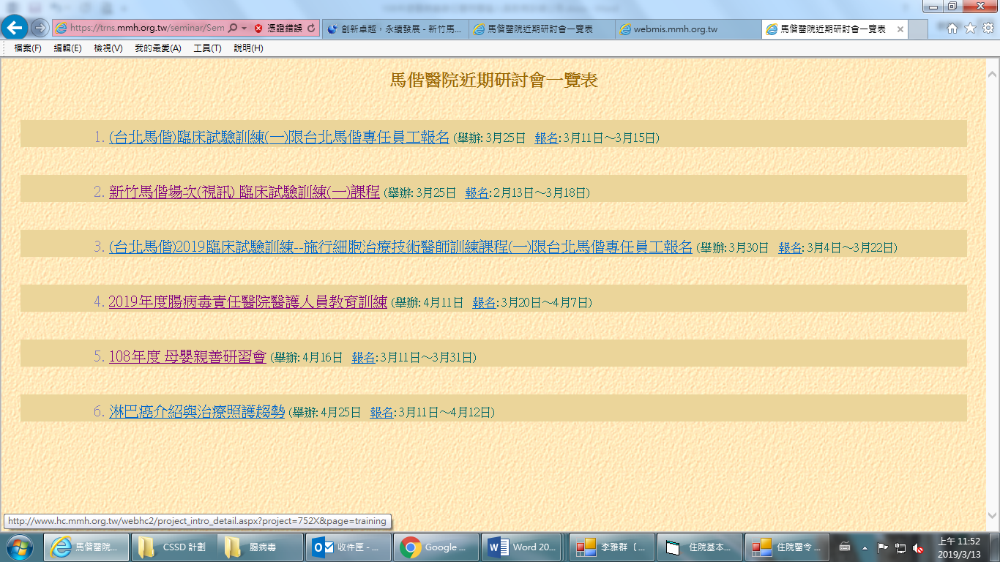 https://trns.mmh.org.tw/seminar/Sem
憑證錯誤
創新卓越，永續發展 - 新竹馬...
馬偕醫院近期研討會一覽表
webmis.mmh.org.tw
馬偕醫院近期研討會一覽表
檔案(F) 編輯(E) 檢視(V) 我的最愛(A) 工具(T) 說明(H)
馬偕醫院近期研討會一覽表
1. (台北馬偕)臨床試驗訓練(一)限台北馬偕專任員工報名 (舉辦: 3月25日 報名: 3月11日～3月15日)
2. 新竹馬偕場次(視訊) 臨床試驗訓練(一)課程 (舉辦: 3月25日 報名: 2月13日～3月18日)
3. (台北馬偕)2019臨床試驗訓練--施行細胞治療技術醫師訓練課程(一)限台北馬偕專任員工報名 (舉辦: 3月30日 報名: 3月4日～3月22日)
4. 2019年度腸病毒責任醫院醫護人員教育訓練 (舉辦: 4月11日 報名: 3月20日～4月7日)
5. 108年度 母嬰親善研習會 (舉辦: 4月16日 報名: 3月11日～3月31日)
6. 淋巴癌介紹與治療照護趨勢 (舉辦: 4月25日 報名: 3月11日～4月12日)
http://www.hc.mmh.org.tw/webhc2/project_intro_detail.aspx?project=752X&page=training
馬偕醫院...
CSSD 計劃
腸病毒
收件匣 - ...
Google ...
Word 20...
李雅群 ( ...
住院基本...
住院醫令 ...
上午 11:52
2019/3/13